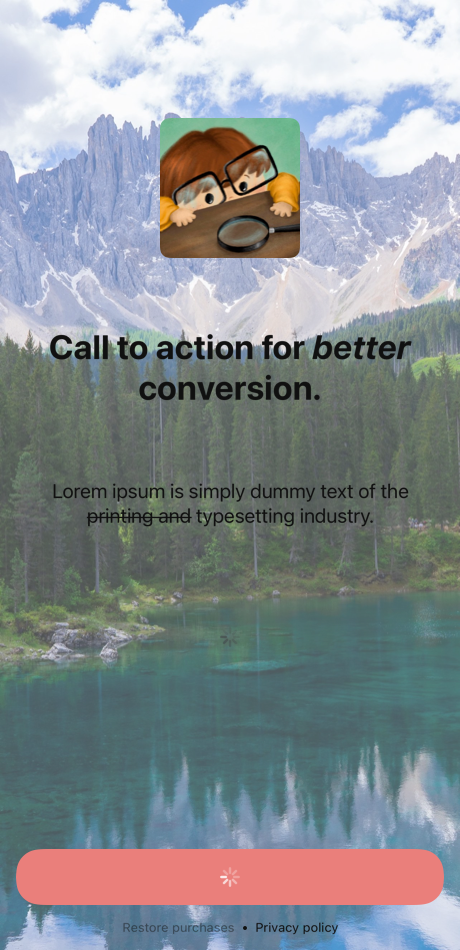 Call to action for better
conversion.
Lorem ipsum is simply dummy text of the
printing and typesetting industry.
Restore purchases • Privacy policy